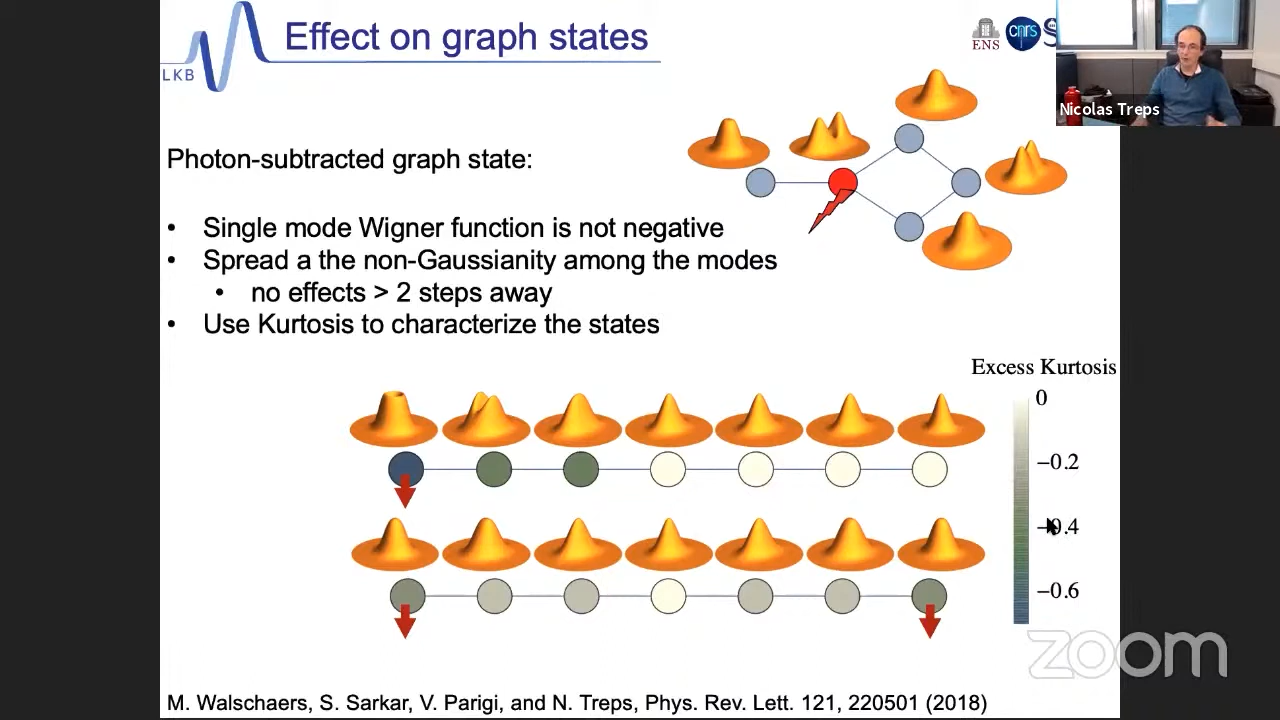 Effect on graph states
LKB
ENS
cnrs
Nicolas Treps
Photon-subtracted graph state:
• Single mode Wigner function is not negative
• Spread a the non-Gaussianity among the modes
• no effects > 2 steps away
• Use Kurtosis to characterize the states
Excess Kurtosis
0
−0.2
−0.4
−0.6
zoom
M. Walschaers, S. Sarkar, V. Parigi, and N. Treps, Phys. Rev. Lett. 121, 220501 (2018)